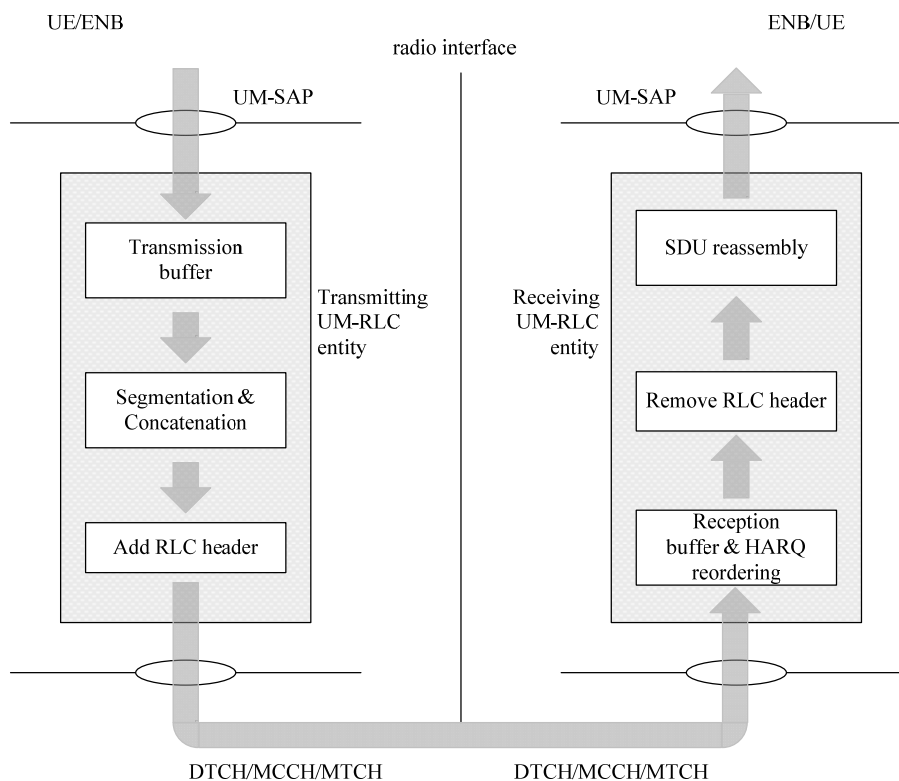 UE/ENB
ENB/UE
radio interface
UM-SAP
UM-SAP
Transmission
buffer
Segmentation &
Concatenation
Add RLC header
Transmitting
UM-RLC
entity
Receiving
UM-RLC
entity
SDU reassembly
Remove RLC header
Reception
buffer & HARQ
reordering
DTCH/MCCH/MTCH
DTCH/MCCH/MTCH